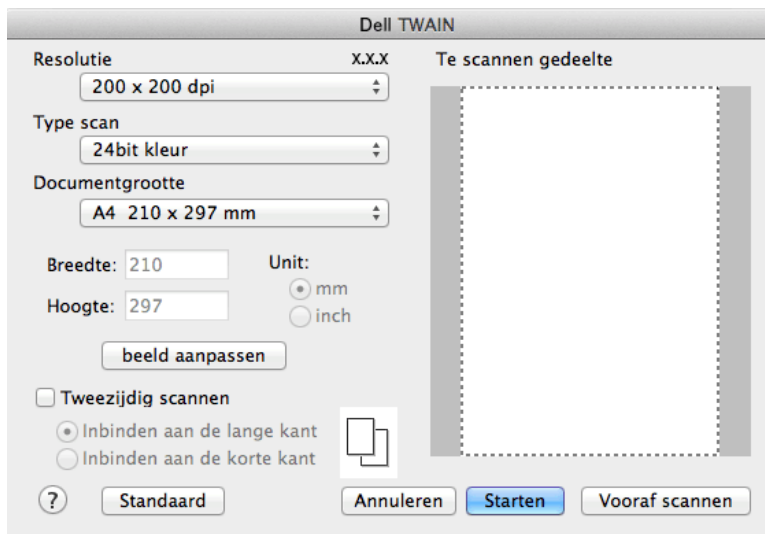 Dell TWAIN
Resolutie X.X.X
200 x 200 dpi
Type scan
24bit kleur
Documentgrootte
A4 210 x 297 mm
Breedte: 210
Hoogte: 297
Unit:
mm
inch
beeld aanpassen
Tweezijdig scannen
Inbinden aan de lange kant
Inbinden aan de korte kant
Te scannen gedeelte
? Standaard Annuleren Starten Vooraf scannen